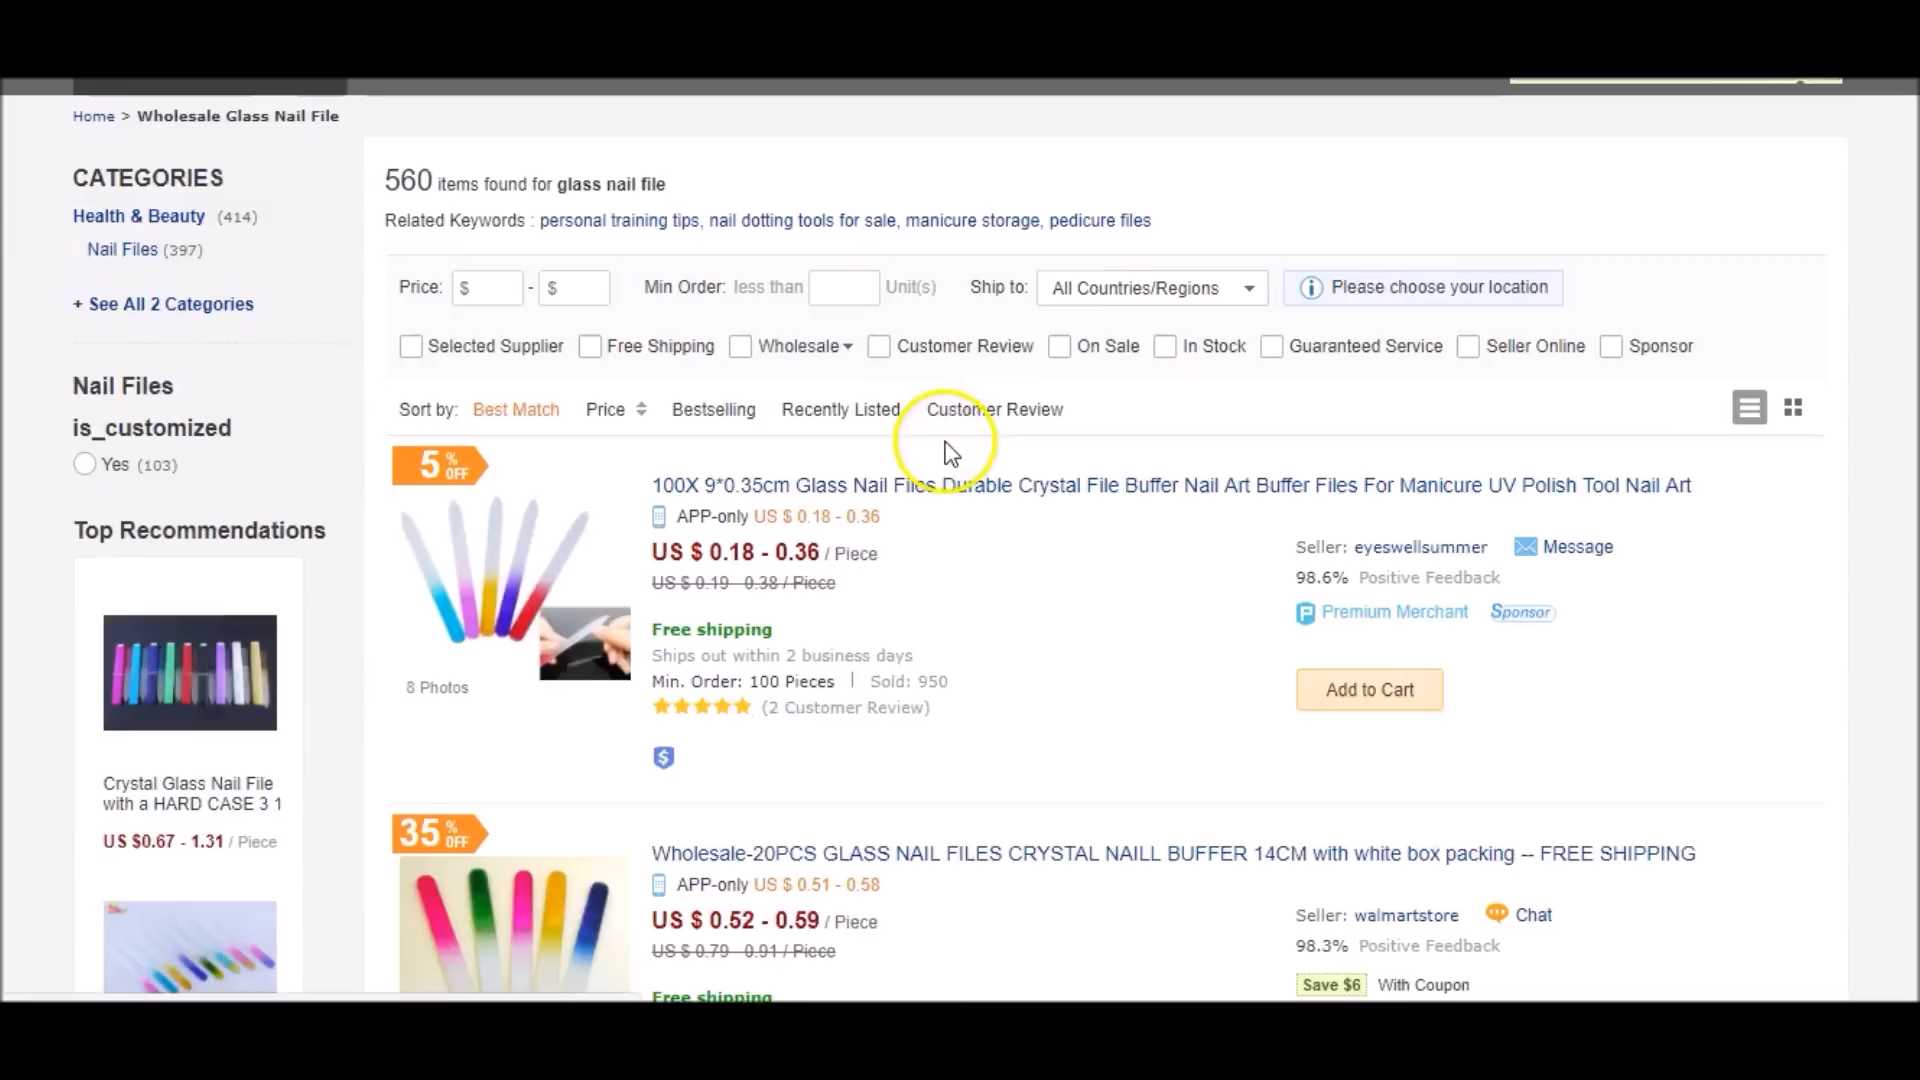 Home > Wholesale Glass Nail File
CATEGORIES
Health & Beauty (414)
Nail Files (397)
+ See All 2 Categories
Nail Files
is_customized
Yes (103)
Top Recommendations
Crystal Glass Nail File
with a HARD CASE 3 1
US $0.67 - 1.31 / Piece
560 items found for glass nail file
Related Keywords : personal training tips, nail dotting tools for sale, manicure storage, pedicure files
Price: $ - $ Min Order: less than Unit(s) Ship to: All Countries/Regions Please choose your location
Selected Supplier Free Shipping Wholesale Customer Review On Sale In Stock Guaranteed Service Seller Online Sponsor
Sort by: Best Match Price Bestselling Recently Listed Customer Review
5 % OFF
100X 9*0.35cm Glass Nail Files Durable Crystal File Buffer Nail Art Buffer Files For Manicure UV Polish Tool Nail Art
APP-only US $ 0.18 - 0.36
US $ 0.18 - 0.36 / Piece
US $ 0.19 - 0.38 / Piece
Free shipping
Ships out within 2 business days
Min. Order: 100 Pieces | Sold: 950
(2 Customer Review)
8 Photos
Seller: eyeswellsummer Message
98.6% Positive Feedback
Premium Merchant Sponsor
Add to Cart
35 % OFF
Wholesale-20PCS GLASS NAIL FILES CRYSTAL NAILL BUFFER 14CM with white box packing -- FREE SHIPPING
APP-only US $ 0.51 - 0.58
US $ 0.52 - 0.59 / Piece
US $ 0.79 - 0.91 / Piece
Free shipping
Seller: walmartstore Chat
98.3% Positive Feedback
Save $6 With Coupon